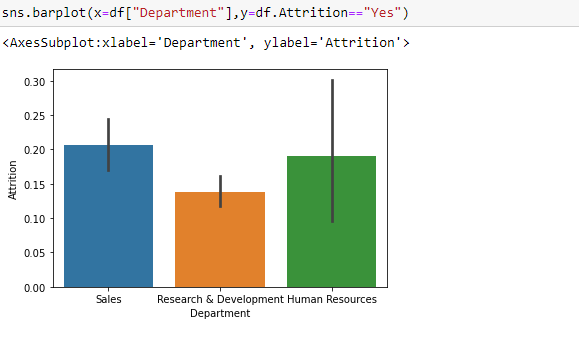 sns.barplot(x=df["Department"],y=df.Attrition=="Yes")
<AxesSubplot:xlabel='Department', ylabel='Attrition'>
0.30
0.25
0.20
0.15
0.10
0.05
0.00
Attrition
Sales
Research & Development
Human Resources
Department